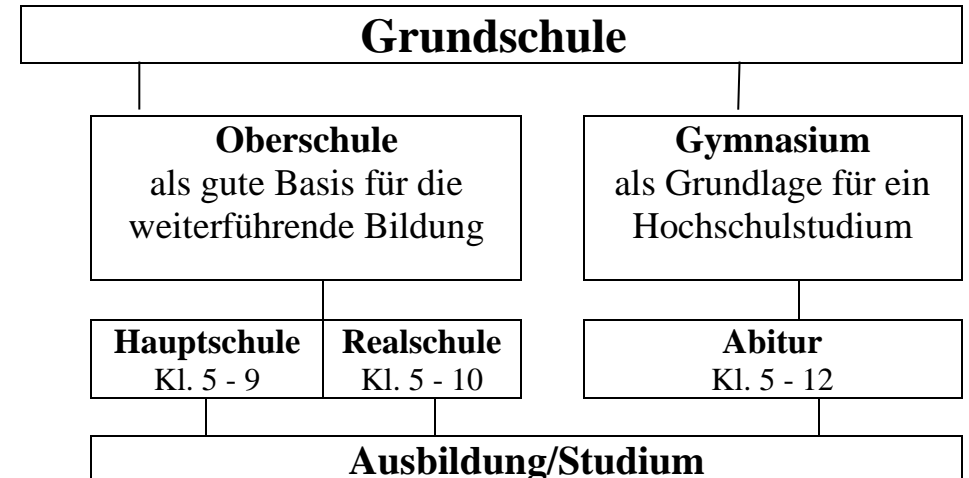 Grundschule
Oberschule
als gute Basis für die
weiterführende Bildung
Gymnasium
als Grundlage für ein
Hochschulstudium
Hauptschule
Kl. 5 - 9
Realschule
Kl. 5 - 10
Abitur
Kl. 5 - 12
Ausbildung/Studium